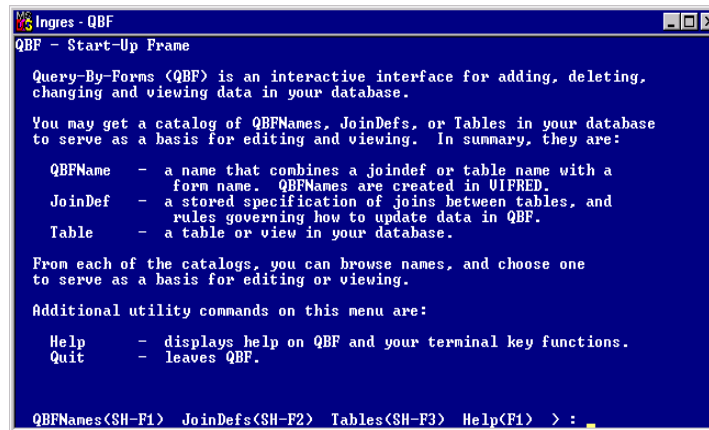 Ingres - QBF
QBF - Start-Up Frame
Query-By-Forms (QBF) is an interactive interface for adding, deleting,
changing and viewing data in your database.
You may get a catalog of QBFNames, JoinDefs, or Tables in your database
to serve as a basis for editing and viewing.  In summary, they are:
QBFName   -  a name that combines a joindef or table name with a
form name.  QBFNames are created in VIFRED.
JoinDef   -  a stored specification of joins between tables, and
rules governing how to update data in QBF.
Table     -  a table or view in your database.
From each of the catalogs, you can browse names, and choose one
to serve as a basis for editing or viewing.
Additional utility commands on this menu are:
Help      -  displays help on QBF and your terminal key functions.
Quit      -  leaves QBF.
QBFNames(SH-F1)  JoinDefs(SH-F2)  Tables(SH-F3)  Help(F1)  > : _